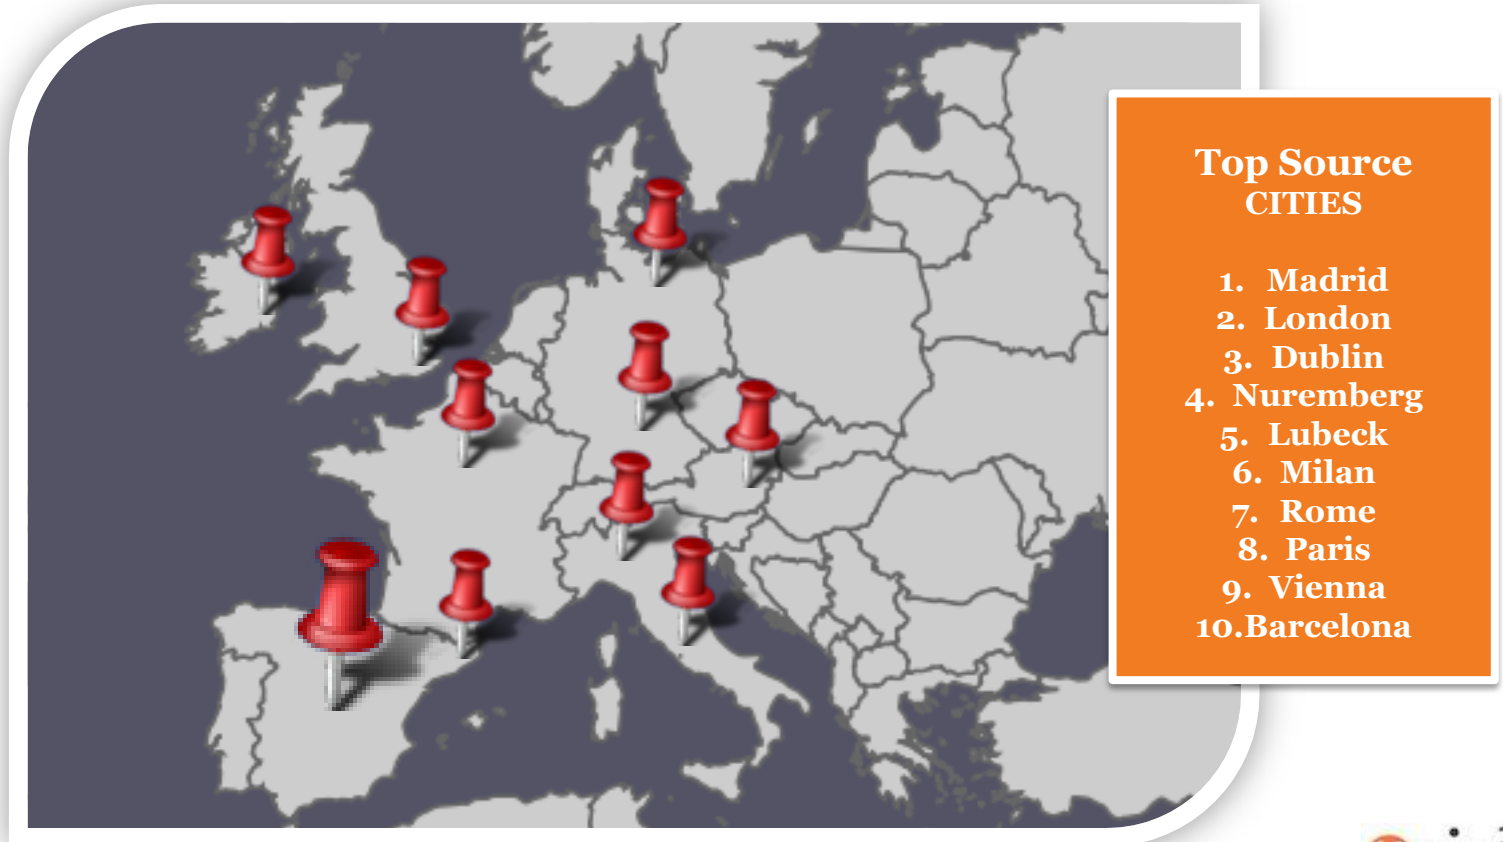 Top Source
CITIES
1. Madrid
2. London
3. Dublin
4. Nuremberg
5. Lubeck
6. Milan
7. Rome
8. Paris
9. Vienna
10.Barcelona